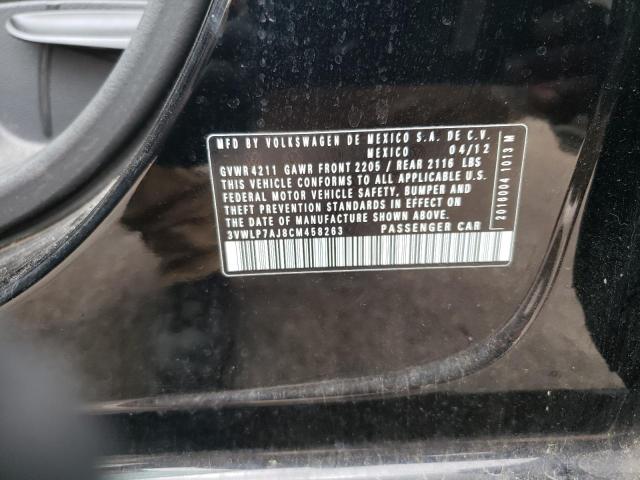 MFD BY VOLKSWAGEN DE MEXICO S.A. DE C.V.
MEXICO 04/12
GVWR 4211 GAWR FRONT 2205 / REAR 2116 LBS
THIS VEHICLE CONFORMS TO ALL APPLICABLE U.S.
FEDERAL MOTOR VEHICLE SAFETY, BUMPER AND
THEFT PREVENTION STANDARDS IN EFFECT ON
THE DATE OF MANUFACTURE SHOWN ABOVE.
3VWLP7AJ8CM458263 PASSENGER CAR
2016004 1013 M